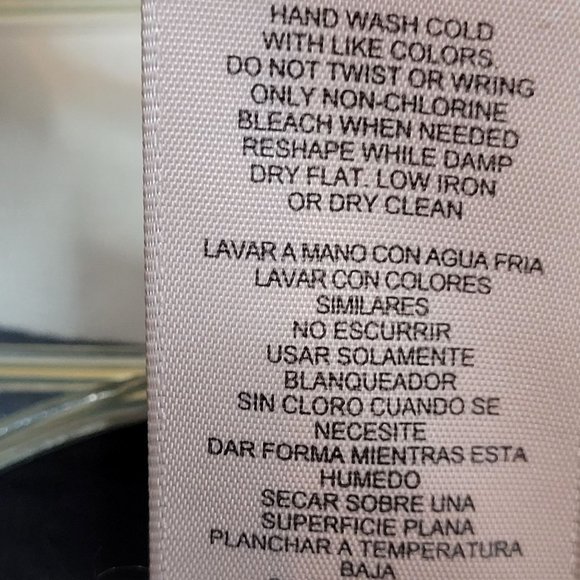 HAND WASH COLD
WITH LIKE COLORS.
DO NOT TWIST OR WRING
ONLY NON-CHLORINE
BLEACH WHEN NEEDED
RESHAPE WHILE DAMP
DRY FLAT. LOW IRON
OR DRY CLEAN
LAVAR A MANO CON AGUA FRIA
LAVAR CON COLORES
SIMILARES
NO ESCURRIR
USAR SOLAMENTE
BLANQUEADOR
SIN CLORO CUANDO SE
NECESITE
DAR FORMA MIENTRAS ESTA
HUMEDO
SECAR SOBRE UNA
SUPERFICIE PLANA
PLANCHAR A TEMPERATURA
BAJA